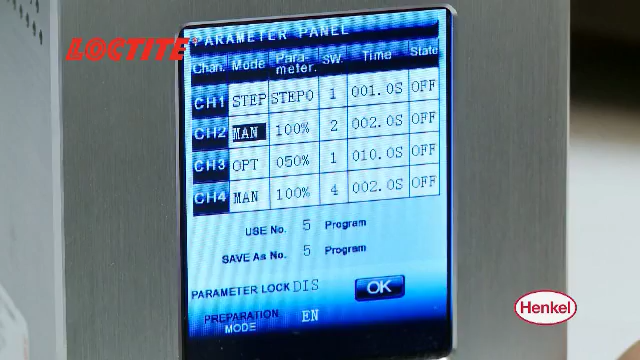 LOCTITE
PARAMETER PANEL
Chan. Mode Para-meter. SW. Time State
CH1 STEP STEP0 1 001.0S OFF
CH2 MAN 100% 2 002.0S OFF
CH3 OPT 050% 1 010.0S OFF
CH4 MAN 100% 4 002.0S OFF
USE No. 5 Program
SAVE As No. 5 Program
PARAMETER LOCK DIS OK
PREPARATION MODE EN
Henkel